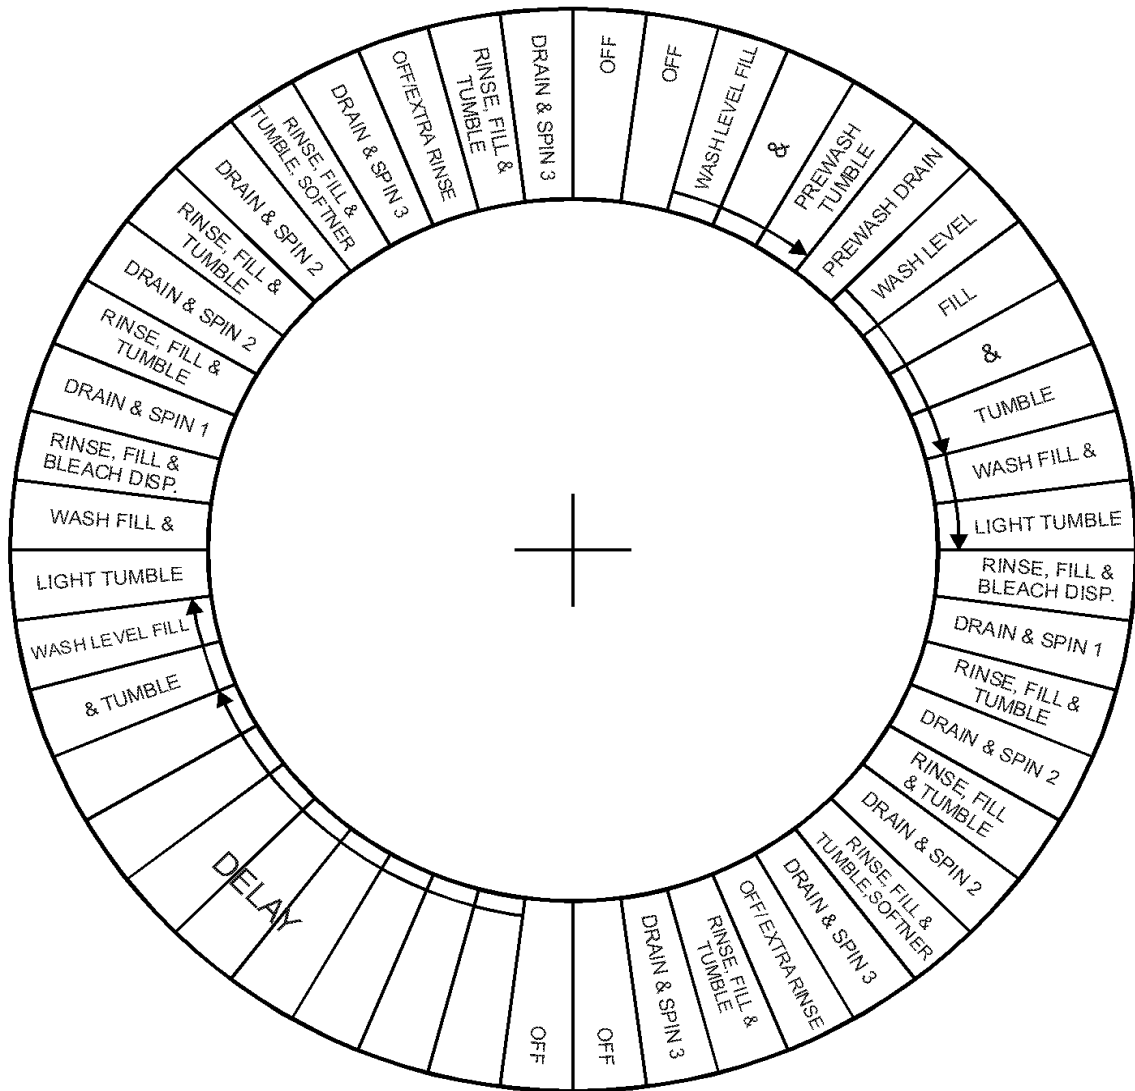 OFF
OFF
WASH LEVEL FILL
&
PREWASH
TUMBLE
PREWASH DRAIN
WASH LEVEL
FILL
&
TUMBLE
WASH FILL &
LIGHT TUMBLE
RINSE, FILL &
BLEACH DISP.
DRAIN & SPIN 1
RINSE, FILL &
TUMBLE
DRAIN & SPIN 2
RINSE, FILL
& TUMBLE
DRAIN & SPIN 2
RINSE, FILL &
TUMBLE,SOFTNER
DRAIN & SPIN 3
OFF/EXTRA RINSE
RINSE, FILL &
TUMBLE
DRAIN & SPIN 3
OFF
OFF
DELAY
& TUMBLE
WASH LEVEL FILL
LIGHT TUMBLE
WASH FILL &
RINSE, FILL &
BLEACH DISP.
DRAIN & SPIN 1
RINSE, FILL &
TUMBLE
DRAIN & SPIN 2
RINSE, FILL &
TUMBLE
DRAIN & SPIN 2
RINSE, FILL &
TUMBLE, SOFTNER
DRAIN & SPIN 3
OFF/EXTRA RINSE
RINSE, FILL &
TUMBLE
DRAIN & SPIN 3